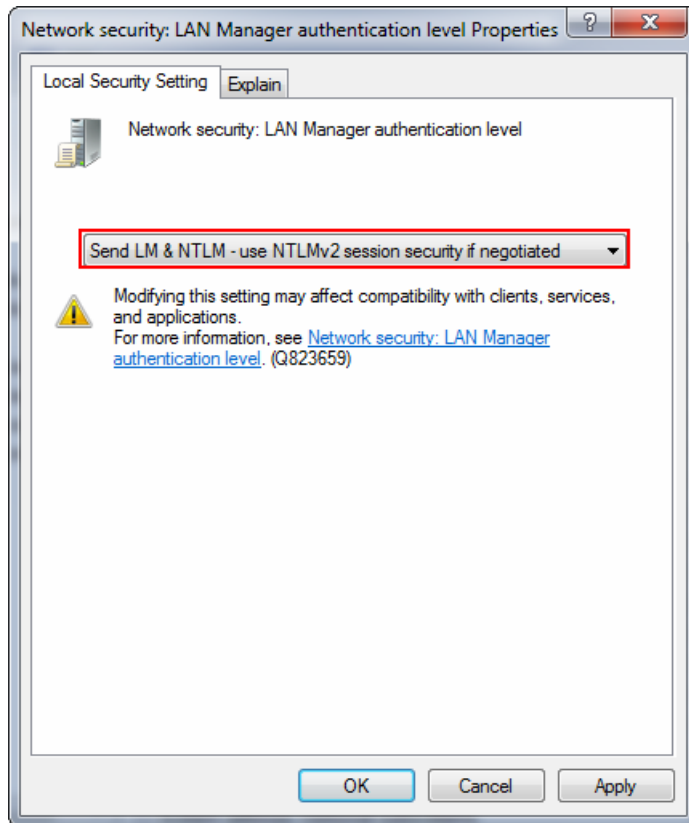 Network security: LAN Manager authentication level Properties
Local Security Setting
Explain
Network security: LAN Manager authentication level
Send LM & NTLM - use NTLMv2 session security if negotiated
Modifying this setting may affect compatibility with clients, services,
and applications.
For more information, see Network security: LAN Manager
authentication level. (Q823659)
OK
Cancel
Apply